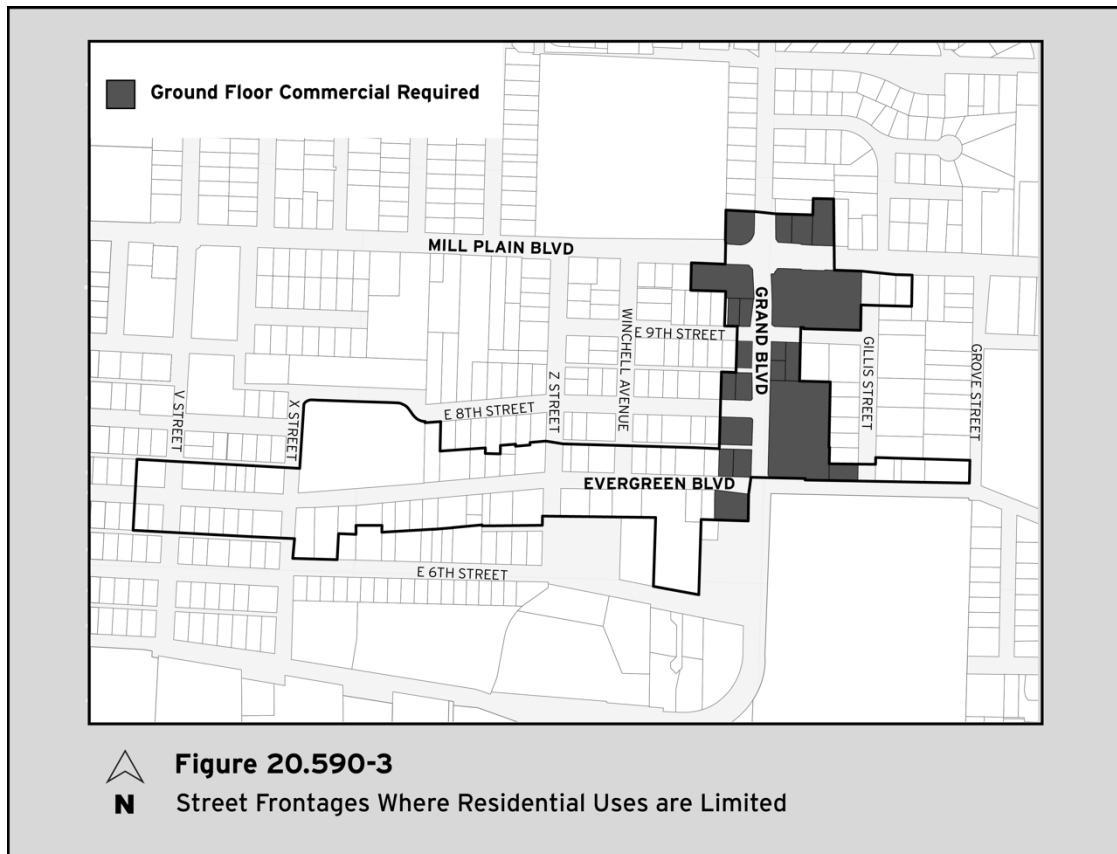 Ground Floor Commercial Required
MILL PLAIN BLVD
GRAND BLVD
WINCHELL AVENUE
E 9TH STREET
GILLIS STREET
GROVE STREET
Z STREET
V STREET
X STREET
E 8TH STREET
EVERGREEN BLVD
E 6TH STREET
Figure 20.590-3
N
Street Frontages Where Residential Uses are Limited